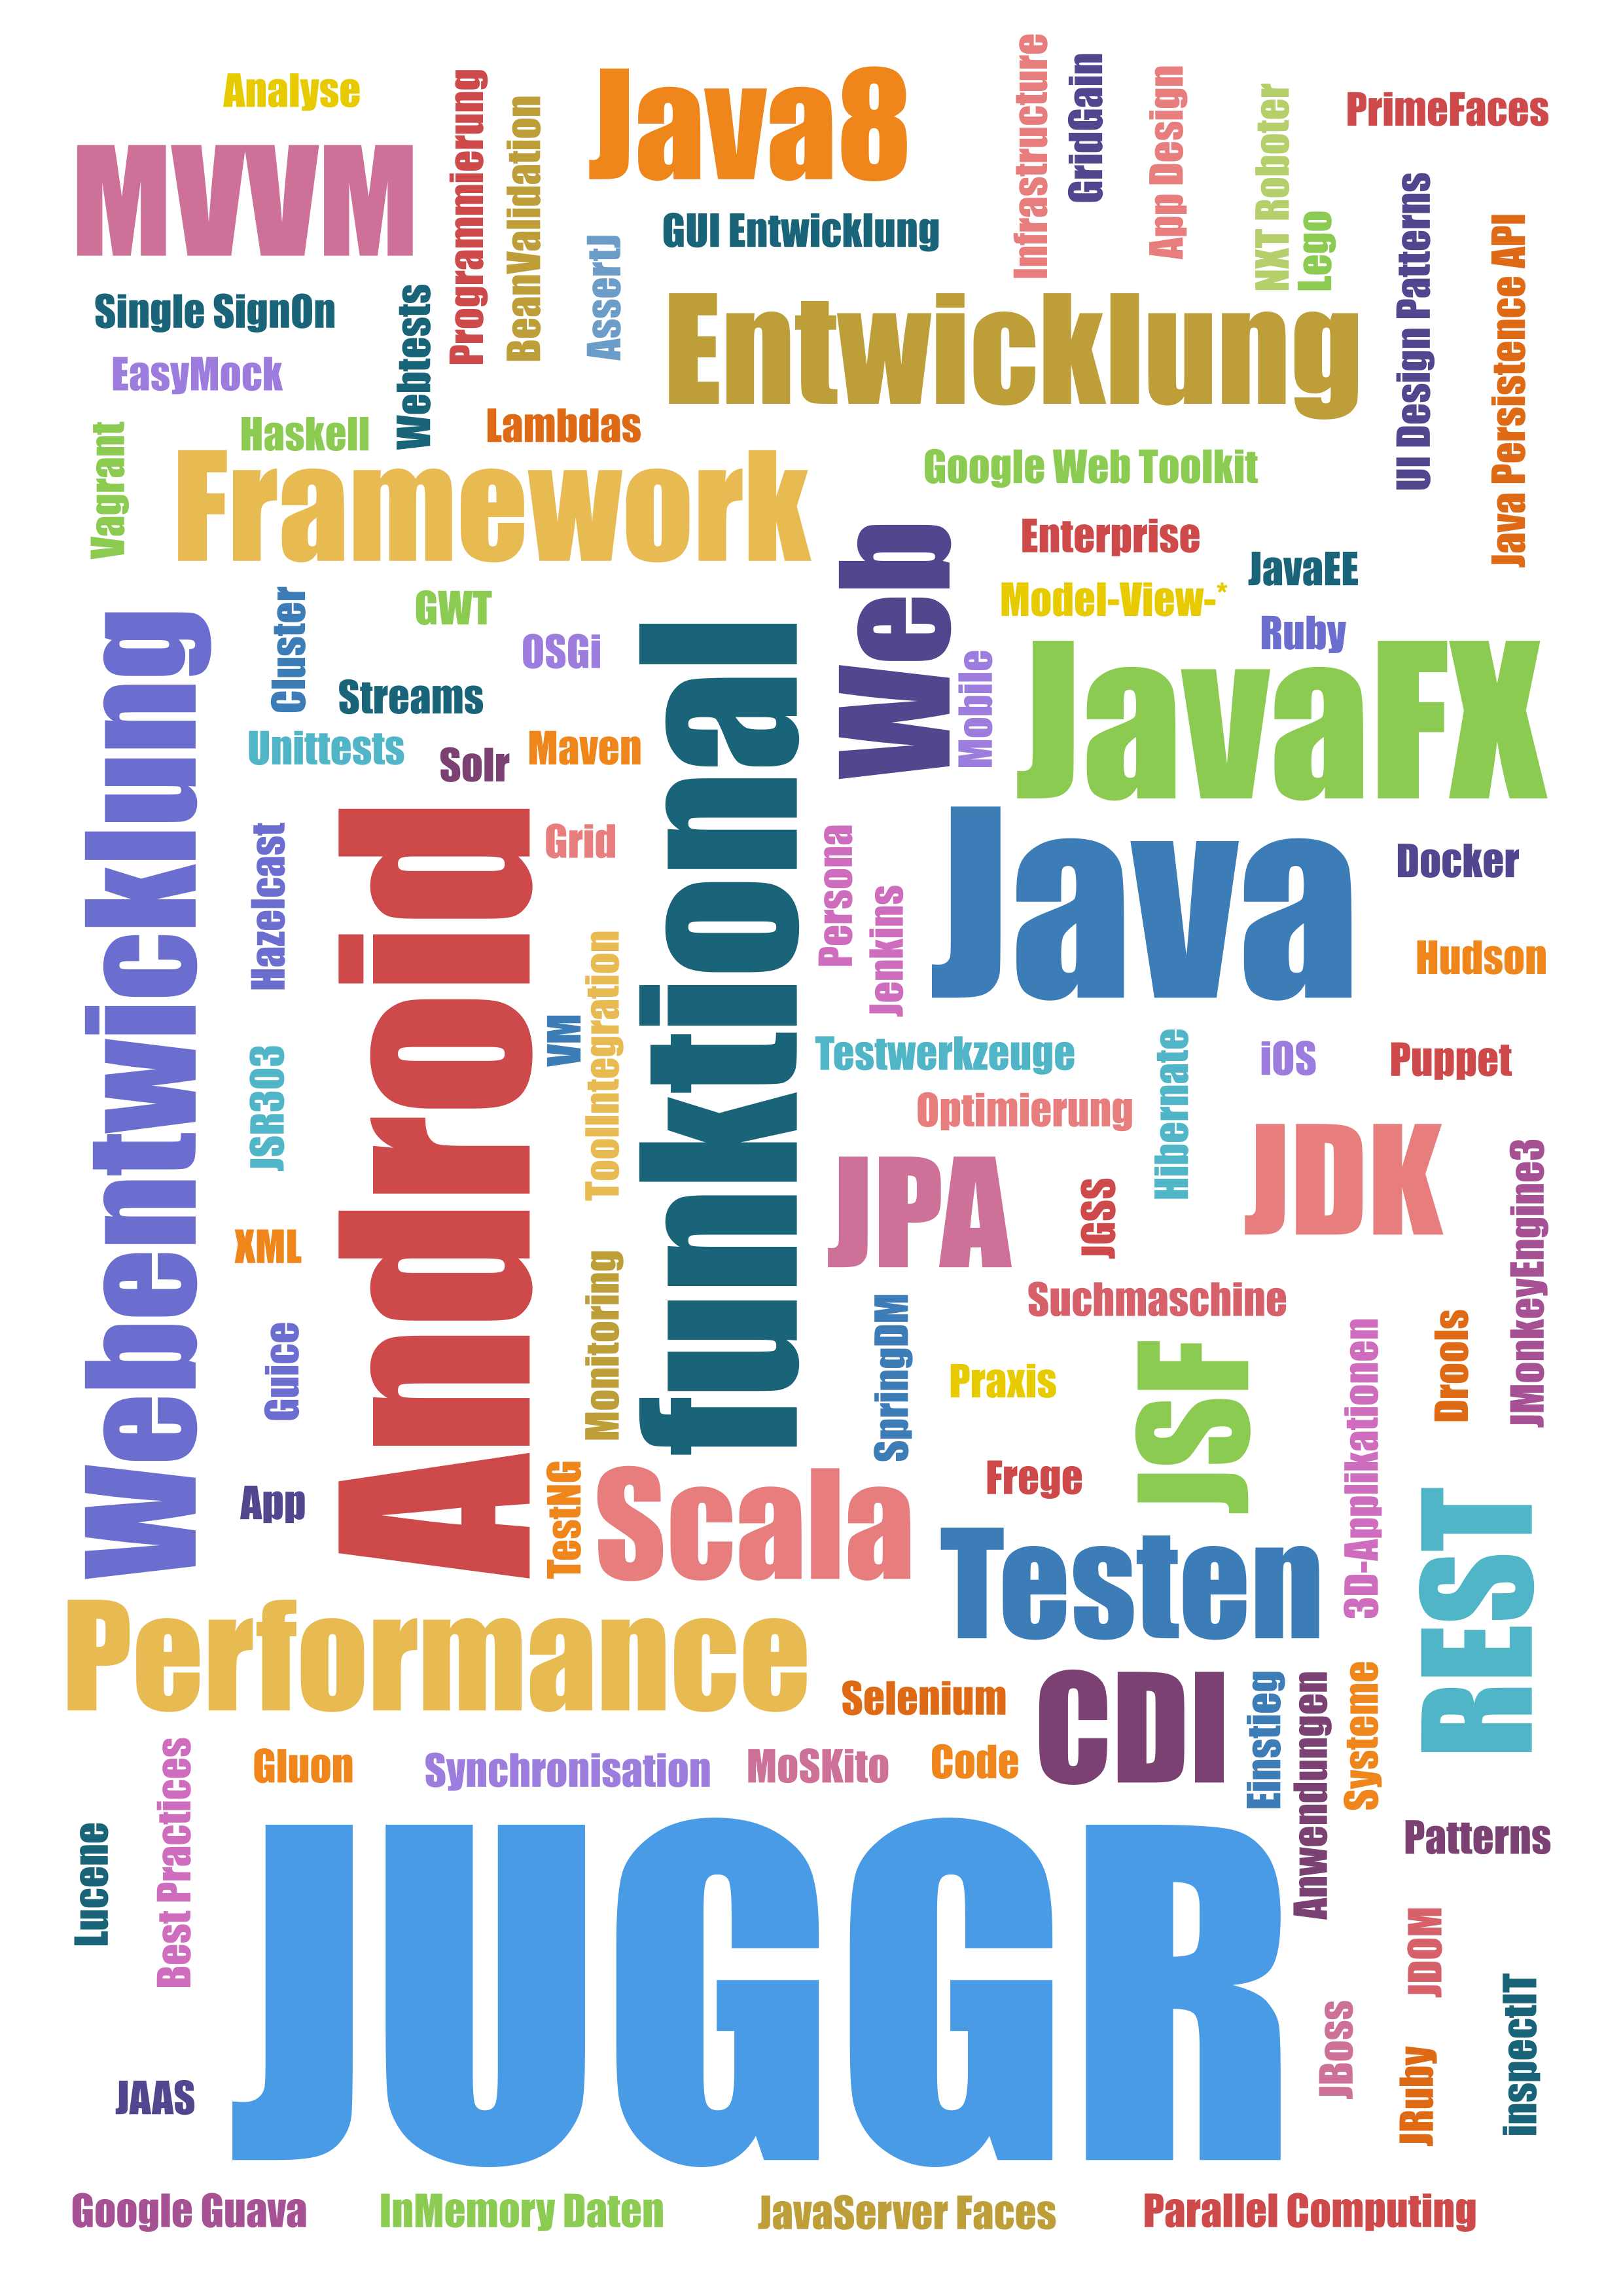 Analyse
MVVM
Programmierung
BeanValidation
Java8
Infrastructure
GridGain
App Design
NXT Roboter
Lego
PrimeFaces
GUI Entwicklung
AssertJ
UI Design Patterns
Java Persistence API
Single SignOn
Webtests
Entwicklung
EasyMock
Vagrant
Haskell
Lambdas
Framework
Google Web Toolkit
Web
Enterprise
JavaEE
Model-View-*
Ruby
Webentwicklung
Cluster
GWT
OSGi
Streams
funktional
Mobile
JavaFX
Unittests
Solr
Maven
Android
Grid
Hazelcast
Persona
Jenkins
Java
Docker
Hudson
VM
ToolIntegration
JSR303
Testwerkzeuge
Hibernate
iOS
Puppet
Optimierung
JPA
JGSS
JDK
JMonkeyEngine3
XML
Monitoring
Suchmaschine
Guice
SpringDM
Praxis
JSF
3D-Applikationen
Drools
App
TestNG
Scala
Frege
Testen
REST
Performance
Selenium
CDI
Einstieg
Anwendungen
Systeme
Best Practices
Gluon
Synchronisation
MoSKito
Code
Lucene
Patterns
JUGGR
JDOM
JBoss
JRuby
inspectIT
JAAS
Google Guava
InMemory Daten
JavaServer Faces
Parallel Computing